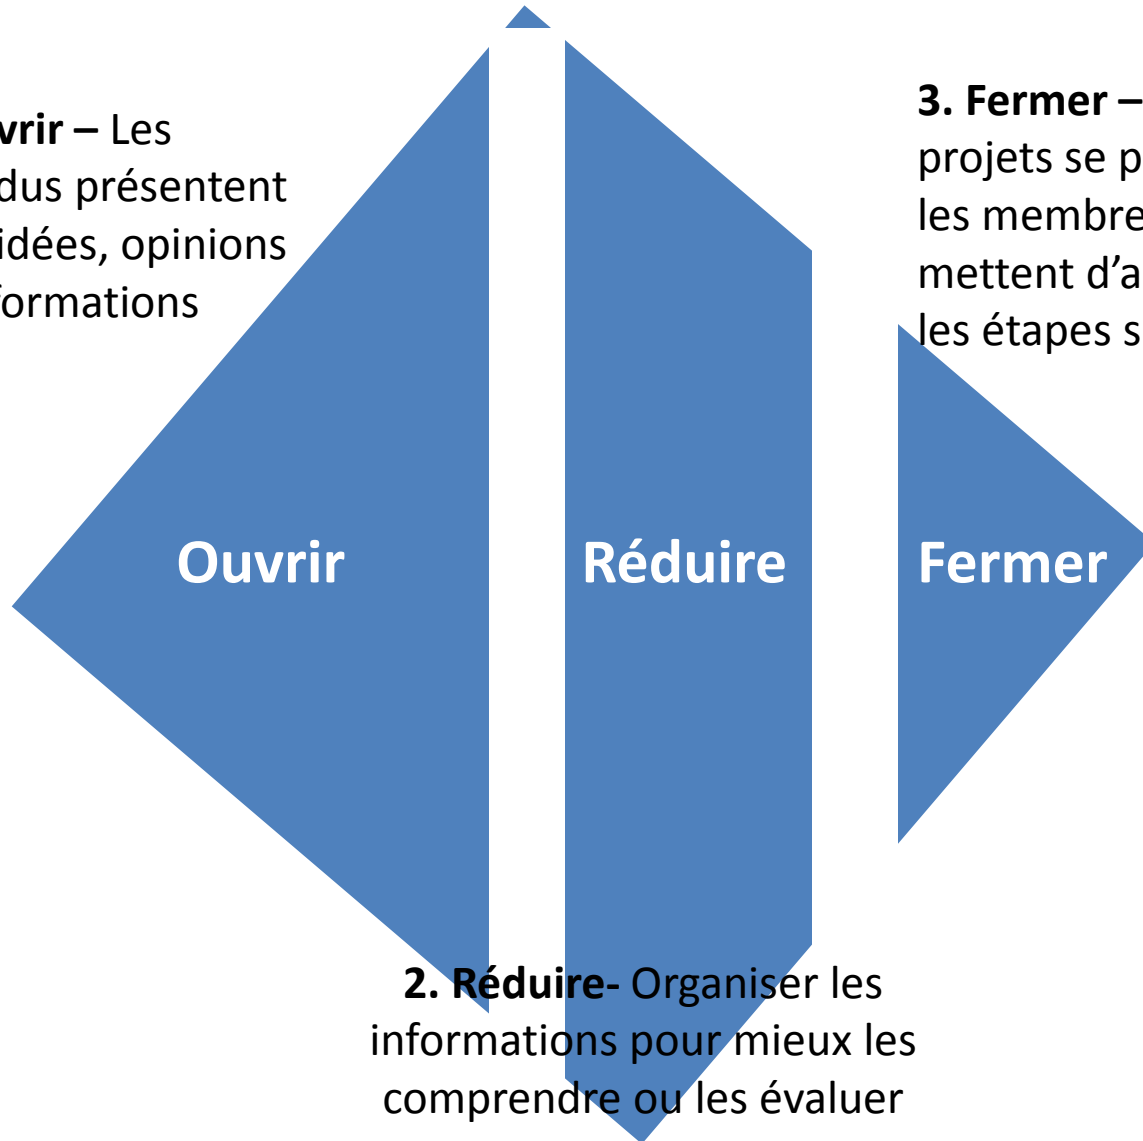 vrir – Les
dus présentent
idées, opinions
formations
3. Fermer –
projets se p
les membre
mettent d'a
les étapes s
Ouvrir
Réduire
Fermer
2. Réduire- Organiser les
informations pour mieux les
comprendre ou les évaluer